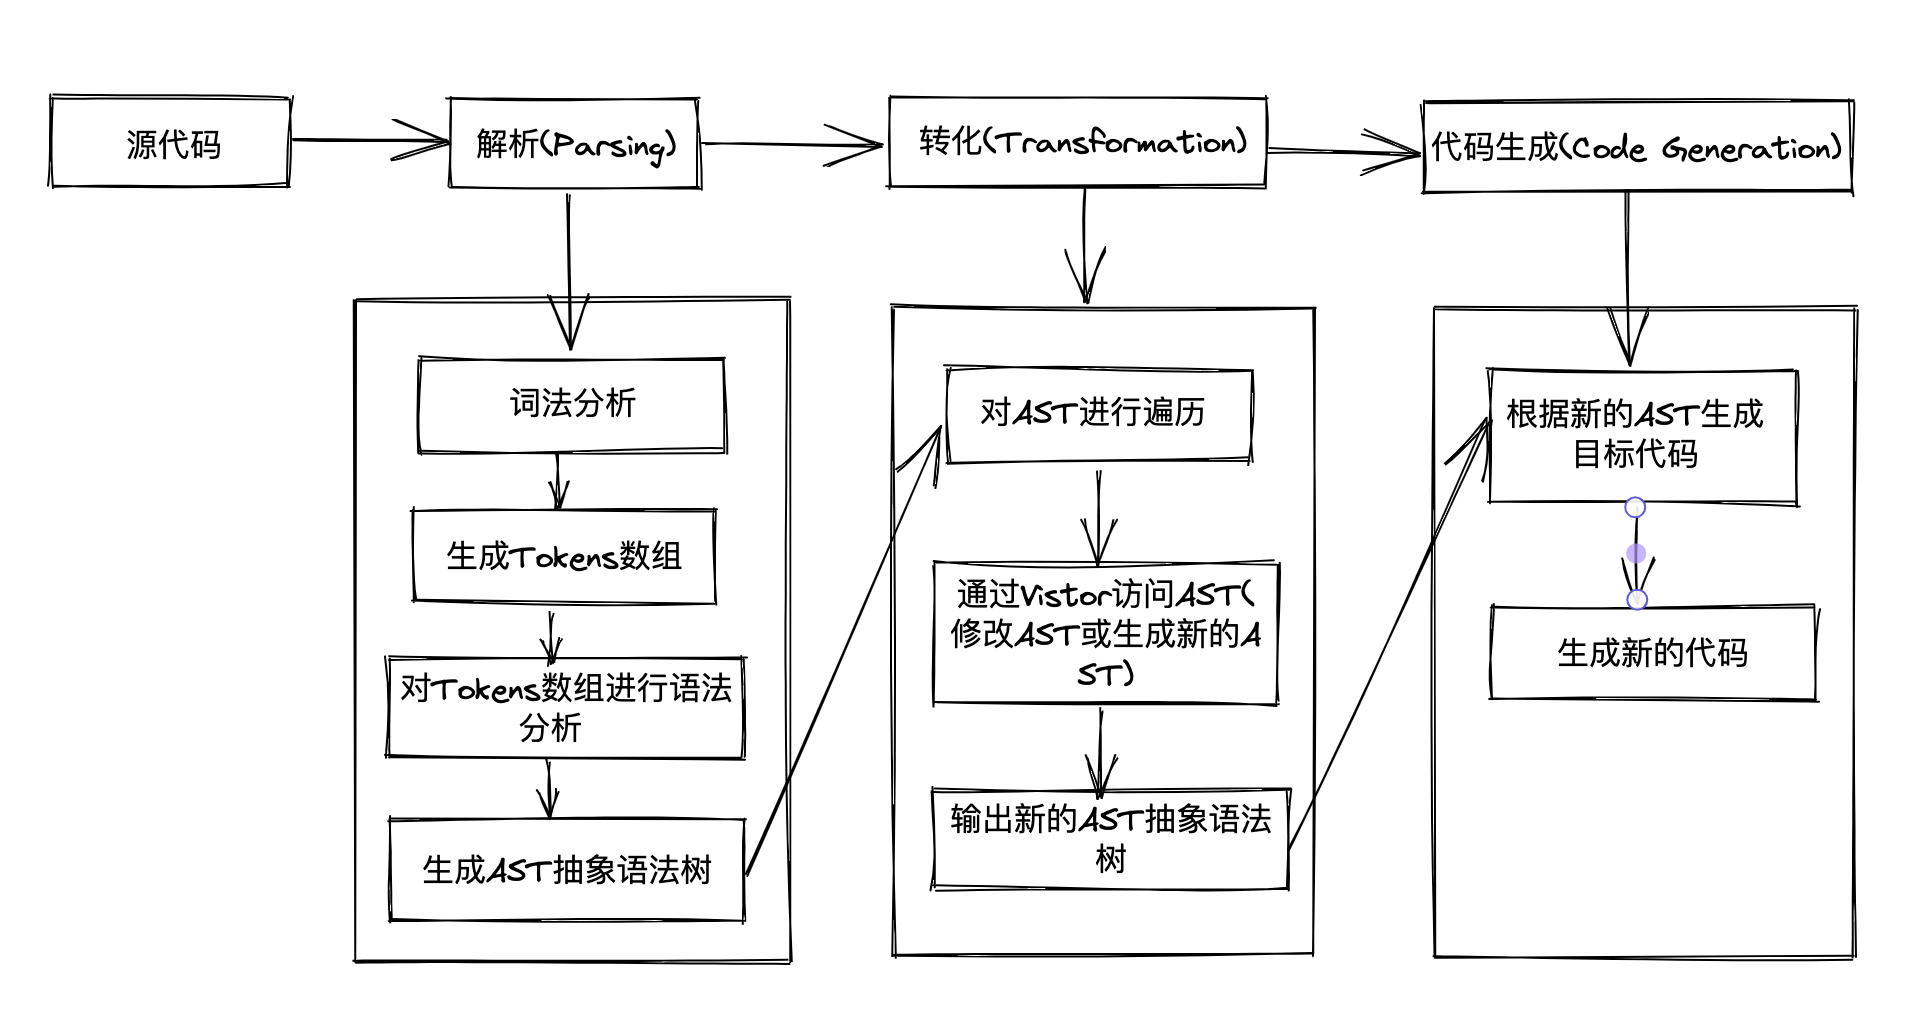 源代码
解析(Parsing)
转化(Transformation)
代码生成(Code Generation)
词法分析
生成Tokens数组
对Tokens数组进行语法
分析
生成AST抽象语法树
对AST进行遍历
通过Vistor访问AST(
修改AST或生成新的A
ST)
输出新的AST抽象语法
树
根据新的AST生成
目标代码
生成新的代码